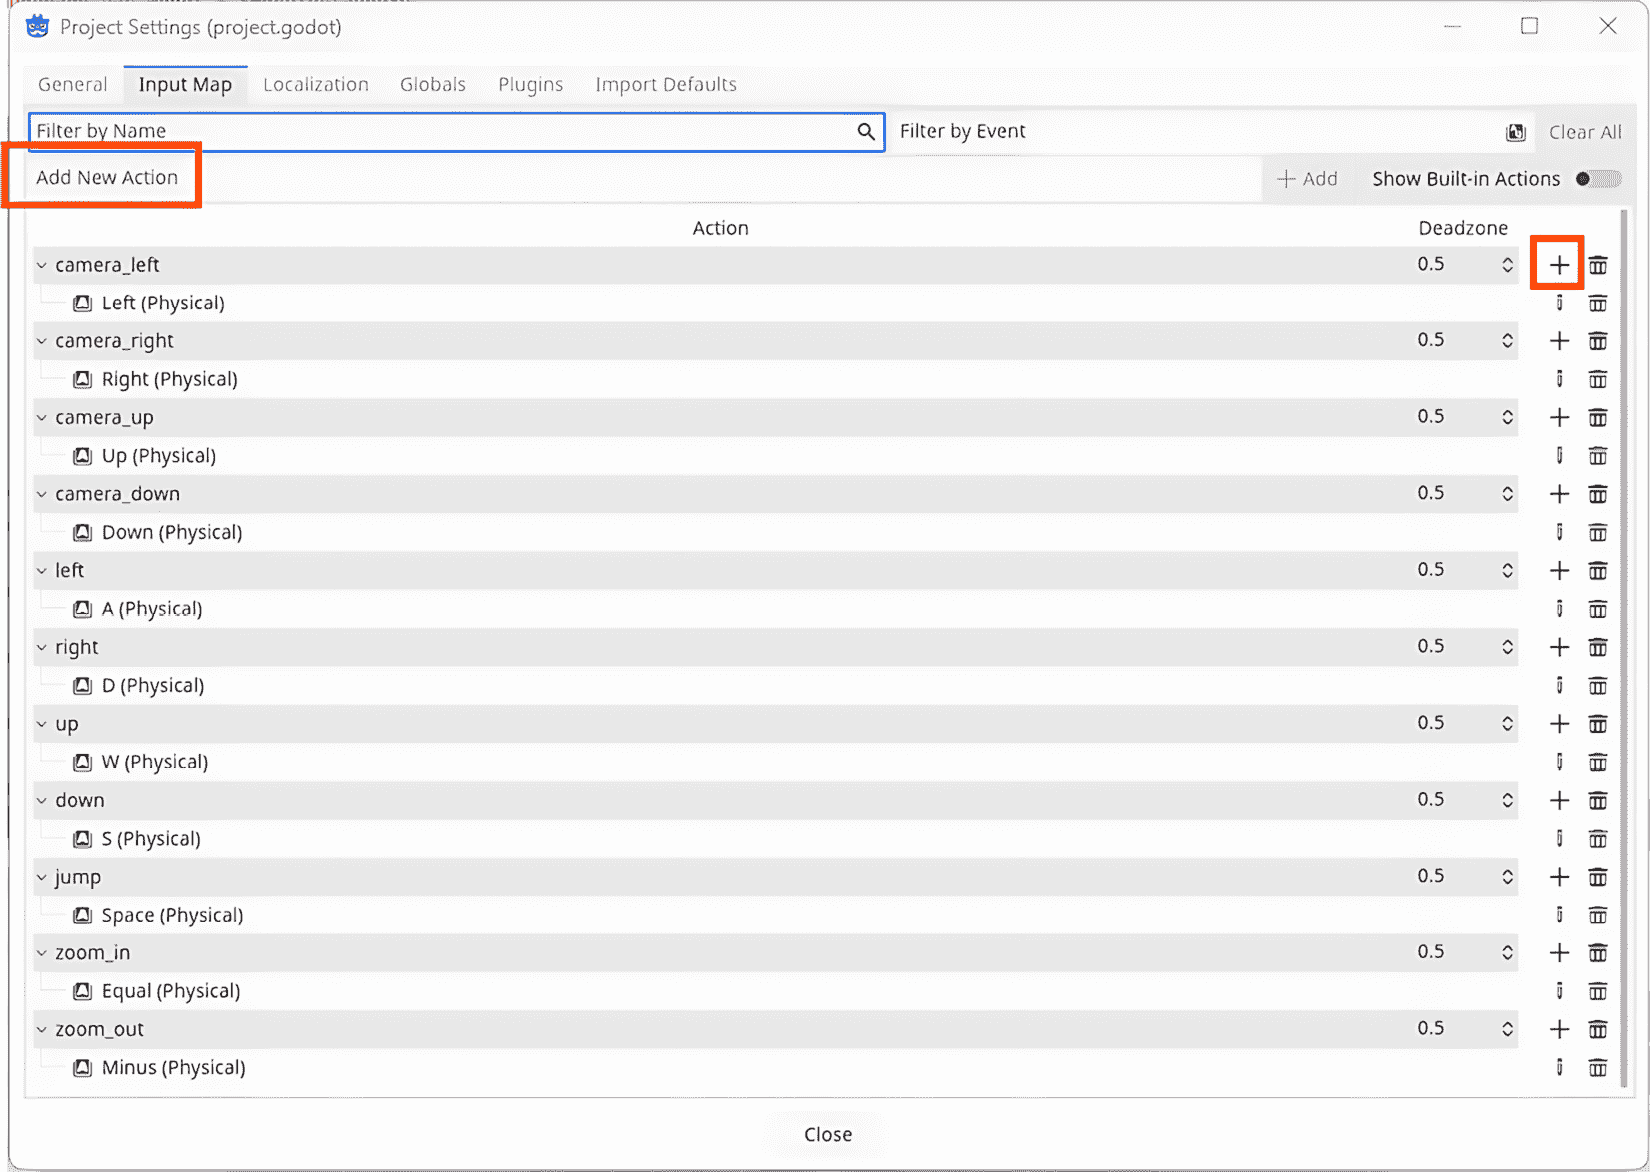 Project Settings (project.godot)
General Input Map Localization Globals Plugins Import Defaults
Filter by Name Filter by Event Clear All
Add New Action + Add Show Built-in Actions
Action Deadzone
camera_left 0.5
Left (Physical)
camera_right 0.5
Right (Physical)
camera_up 0.5
Up (Physical)
camera_down 0.5
Down (Physical)
left 0.5
A (Physical)
right 0.5
D (Physical)
up 0.5
W (Physical)
down 0.5
S (Physical)
jump 0.5
Space (Physical)
zoom_in 0.5
Equal (Physical)
zoom_out 0.5
Minus (Physical)
Close